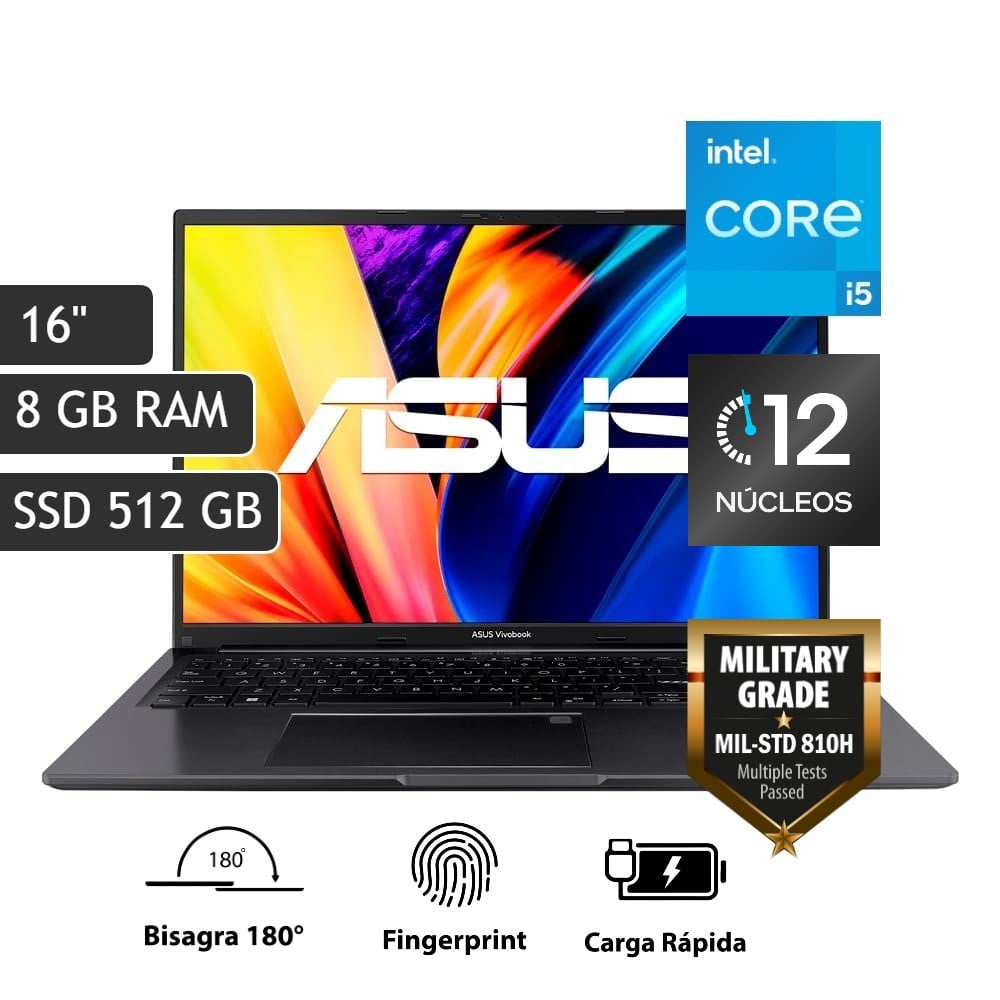 intel.
CORE
i5
16"
8 GB RAM
SSD 512 GB
ASUS
12
NÚCLEOS
ASUS Vivobook
MILITARY
GRADE
MIL-STD 810H
Multiple Tests
Passed
180°
Bisagra 180°
Fingerprint
Carga Rápida